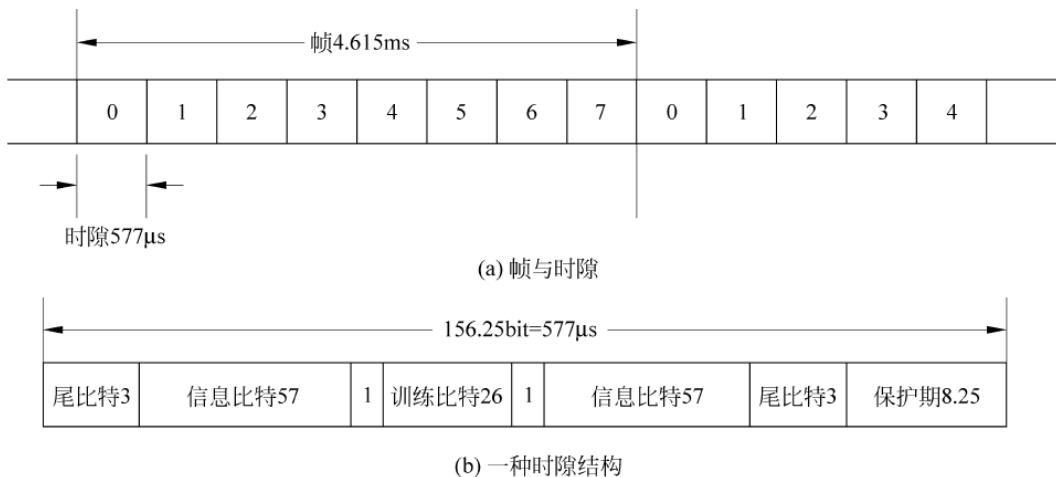 帧4.615ms
0 1 2 3 4 5 6 7 0 1 2 3 4
时隙577μs
(a) 帧与时隙
156.25bit=577μs
尾比特3 信息比特57 1 训练比特26 1 信息比特57 尾比特3 保护期8.25
(b) 一种时隙结构